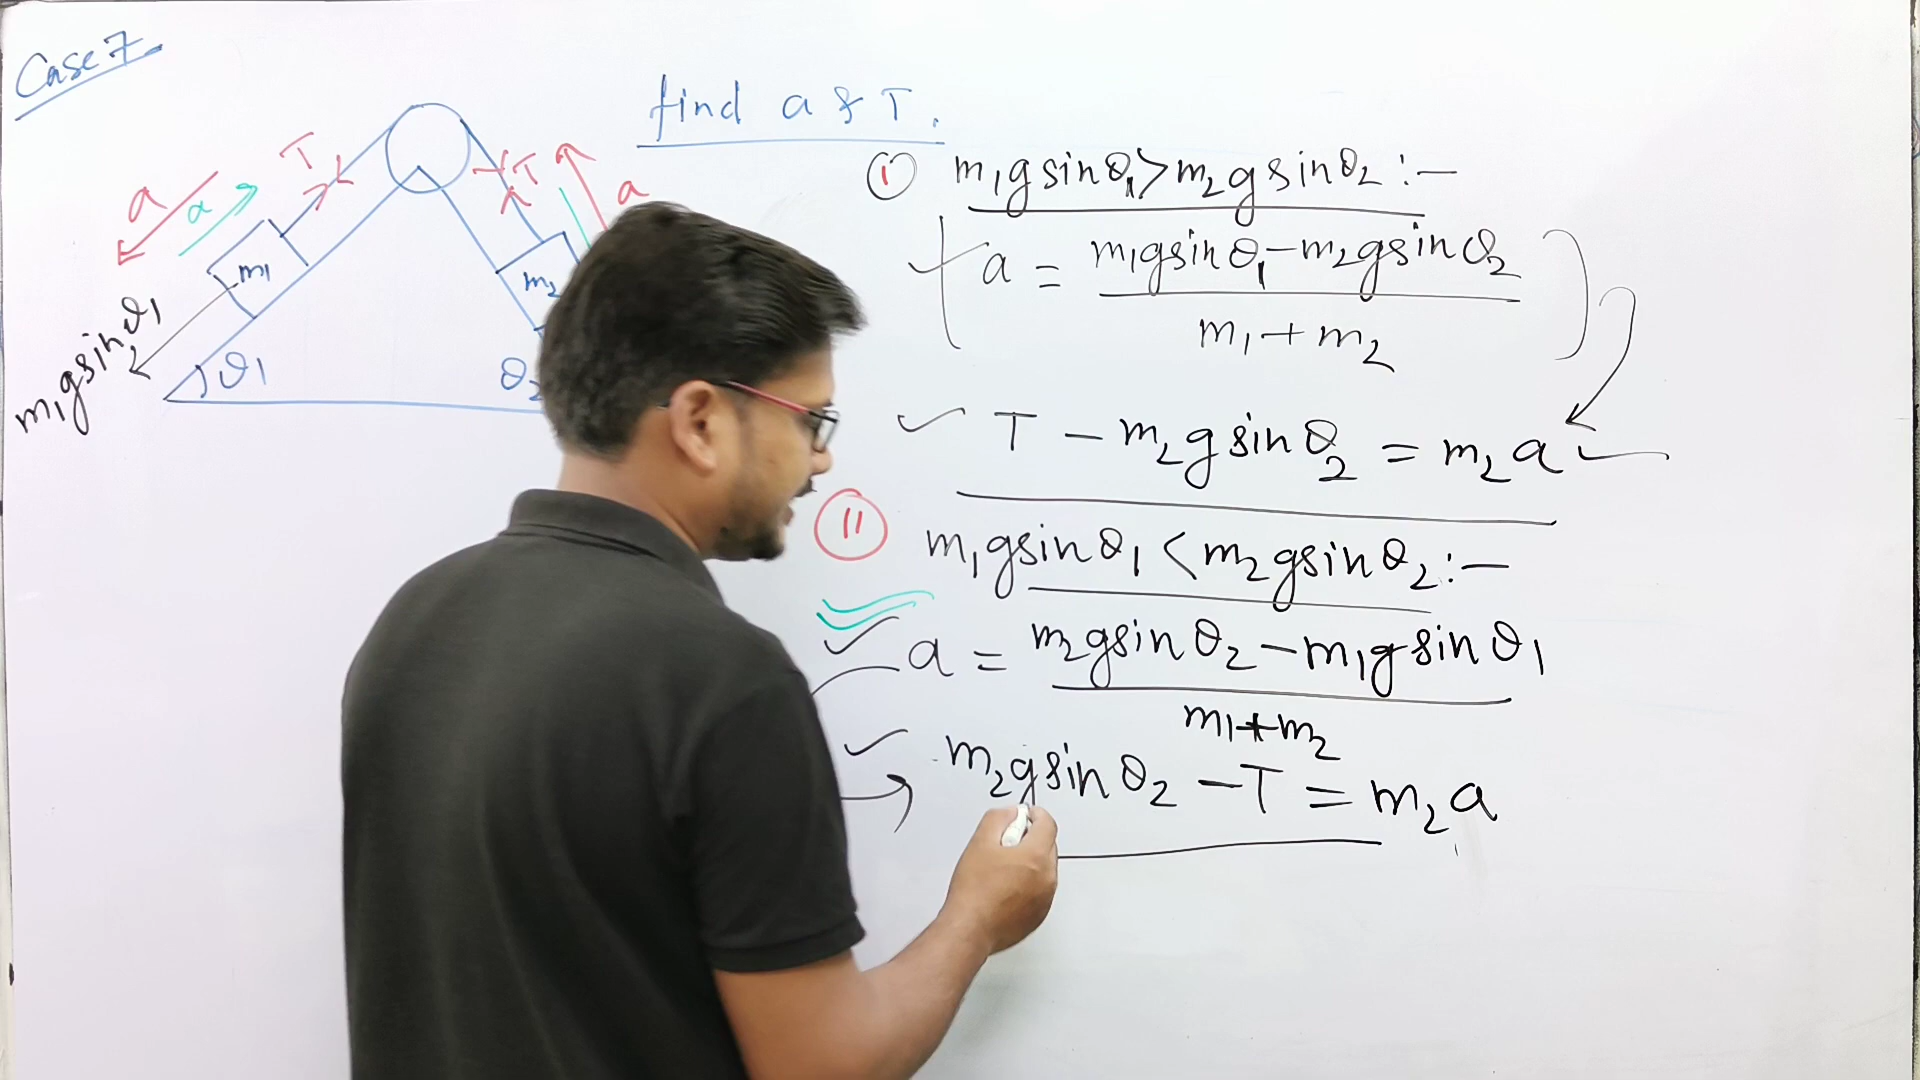 Case 7
find a & T.
T
T
a
a
a
m₁
m₂
m₁gsinθ₁
θ₁
θ₂
(i) m₁gsinθ₁>m₂gsinθ₂:–
a = (m₁gsinθ₁–m₂gsinθ₂)/(m₁+m₂)
T – m₂gsinθ₂ = m₂a
(ii) m₁gsinθ₁<m₂gsinθ₂:–
a = (m₂gsinθ₂–m₁gsinθ₁)/(m₁+m₂)
m₂gsinθ₂ –T = m₂a